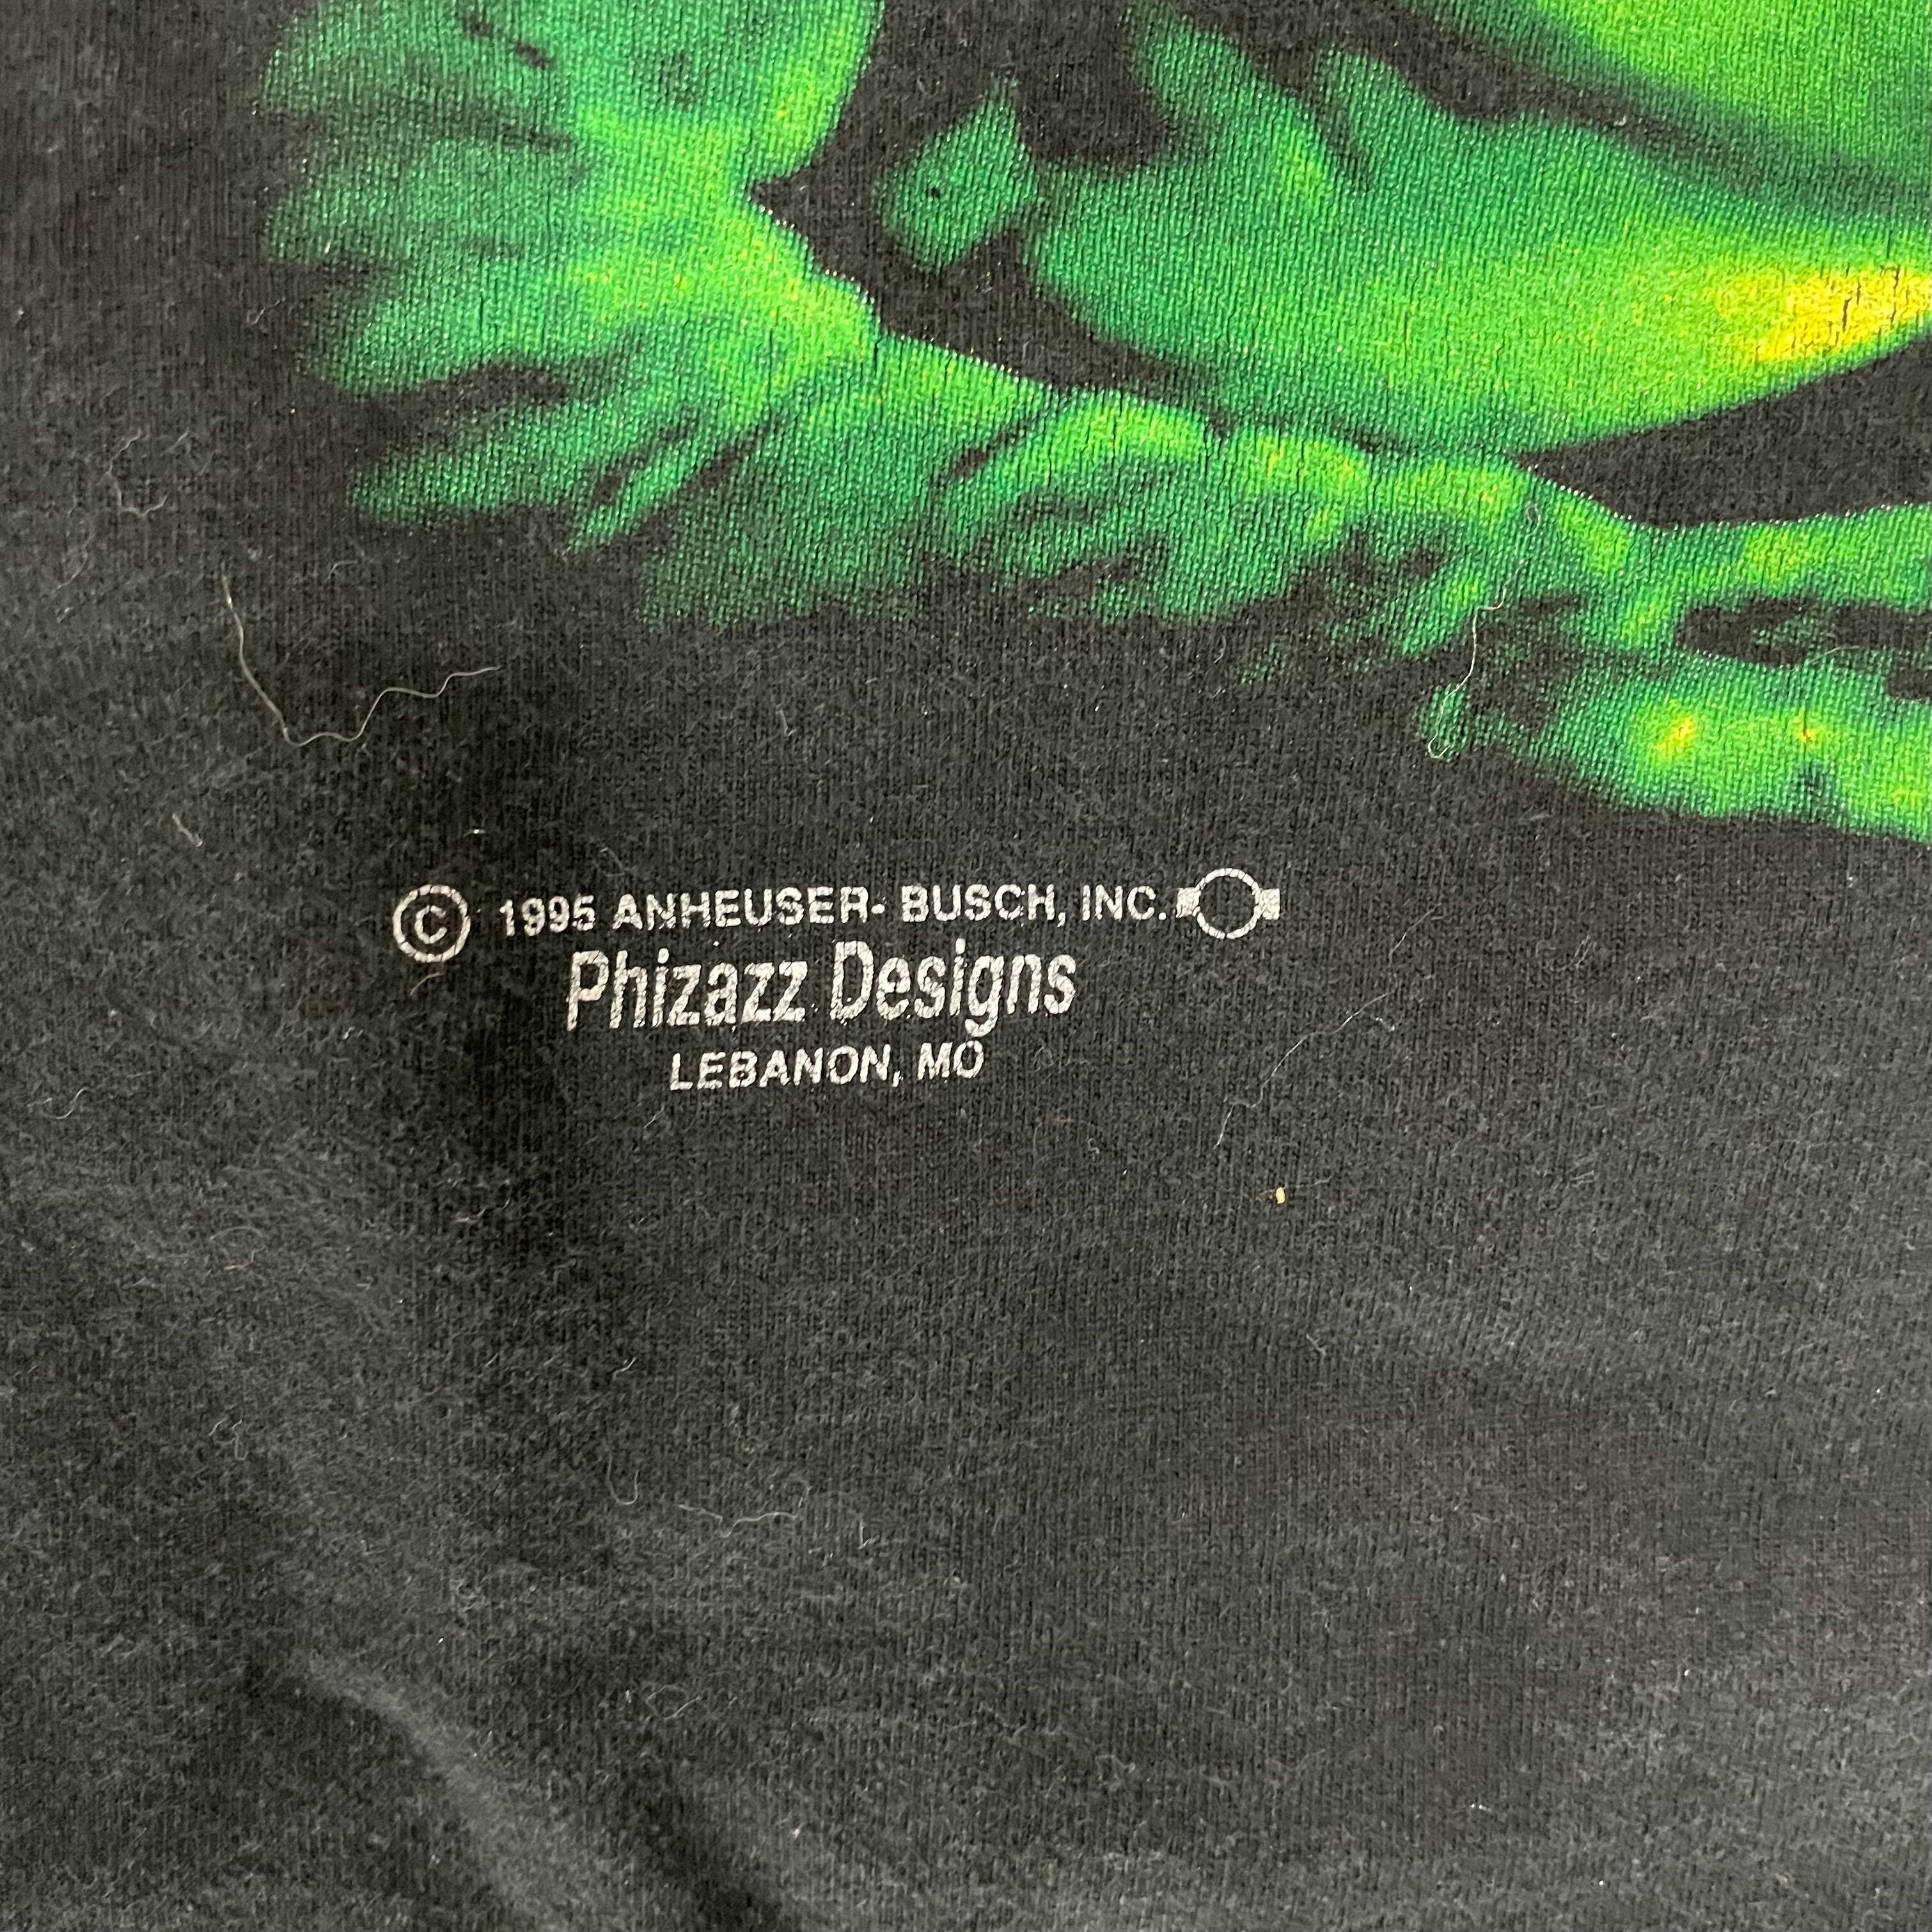 © 1995 ANHEUSER- BUSCH, INC.
Phizazz Designs
LEBANON, MO